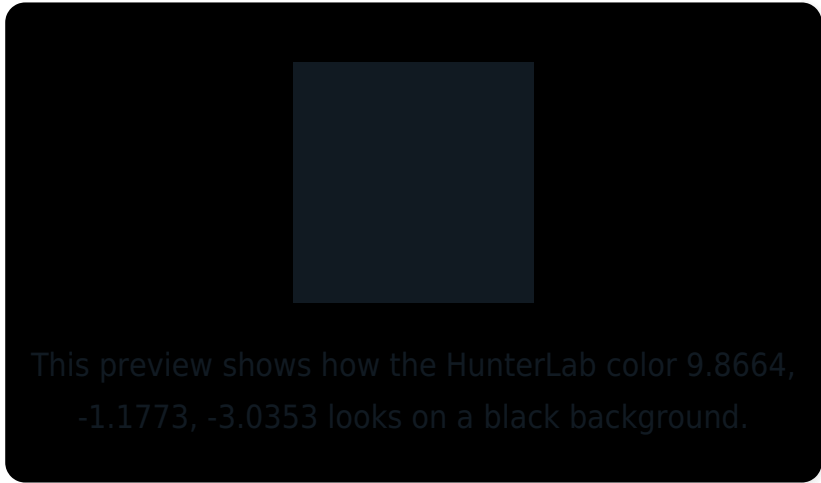 This preview shows how the HunterLab color 9.8664,
-1.1773, -3.0353 looks on a black background.